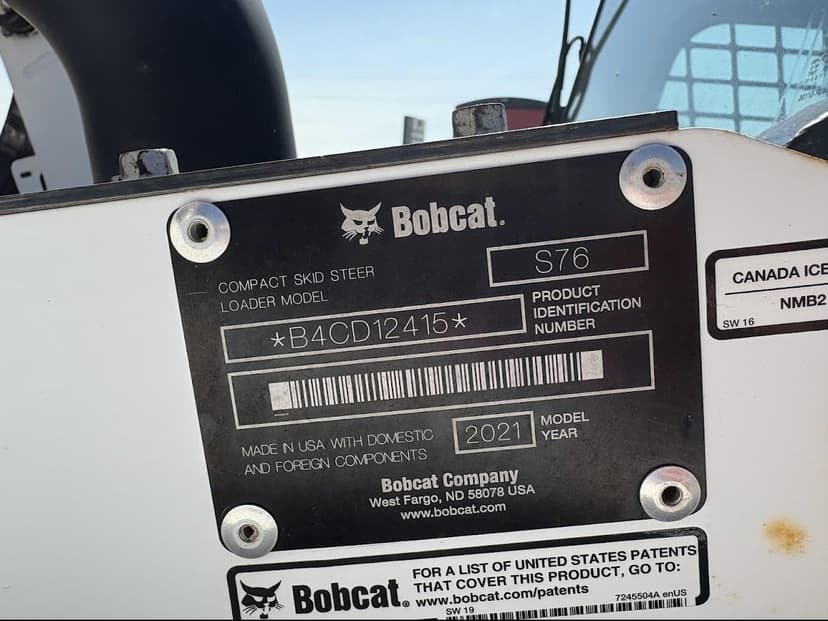 Bobcat.
COMPACT SKID STEER
LOADER MODEL
S76
*B4CD12415*
PRODUCT
IDENTIFICATION
NUMBER
MADE IN USA WITH DOMESTIC
AND FOREIGN COMPONENTS
2021
MODEL
YEAR
Bobcat Company
West Fargo, ND 58078 USA
www.bobcat.com
CANADA ICE
NMB2
SW 16
Bobcat.
FOR A LIST OF UNITED STATES PATENTS
THAT COVER THIS PRODUCT, GO TO:
www.bobcat.com/patents
7245504A enUS
SW 19